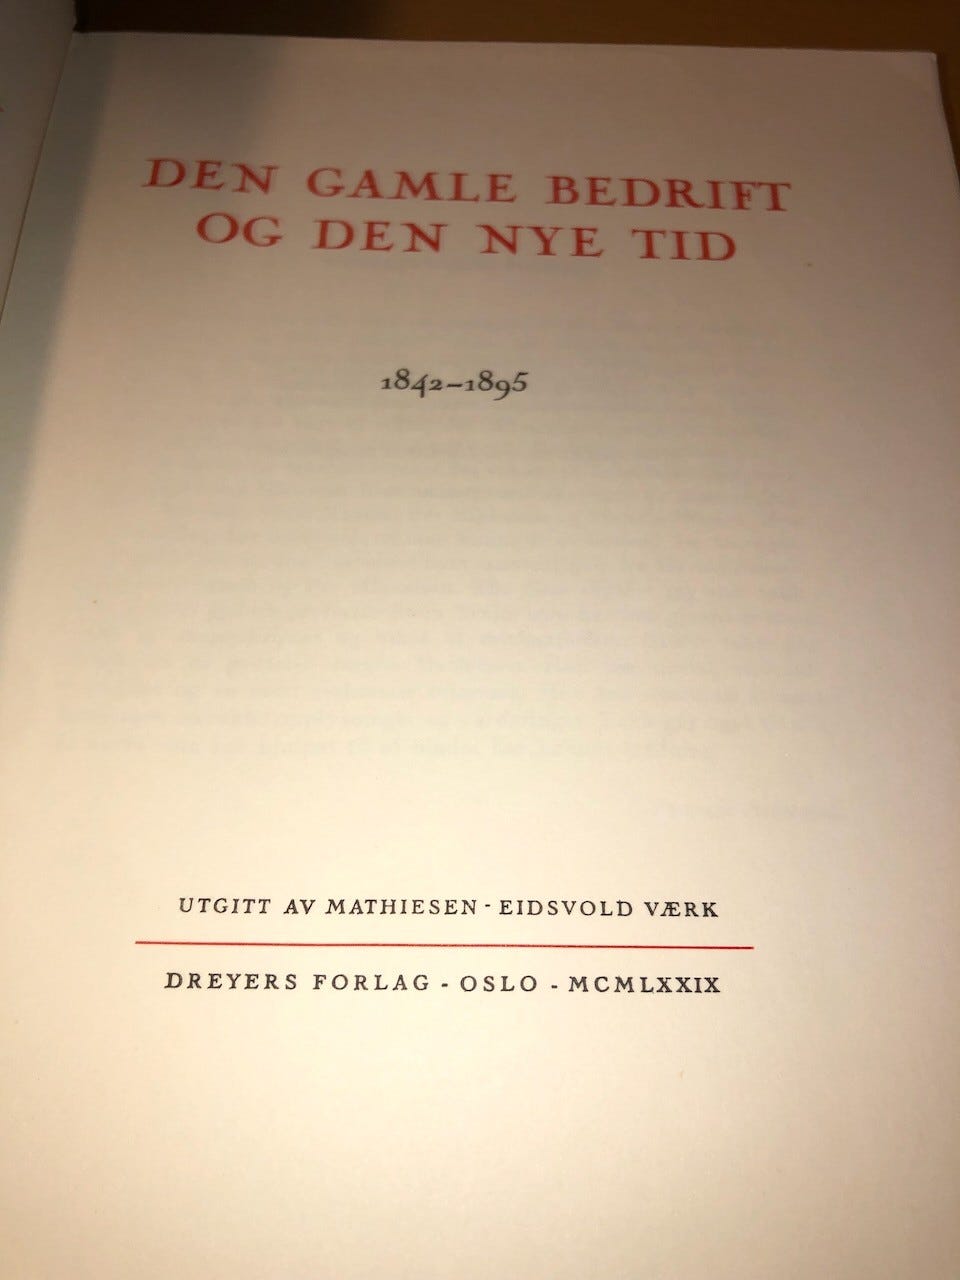 DEN GAMLE BEDRIFT
OG DEN NYE TID
1842–1895
UTGITT AV MATHIESEN - EIDSVOLD VÆRK
DREYERS FORLAG - OSLO - MCMLXXIX